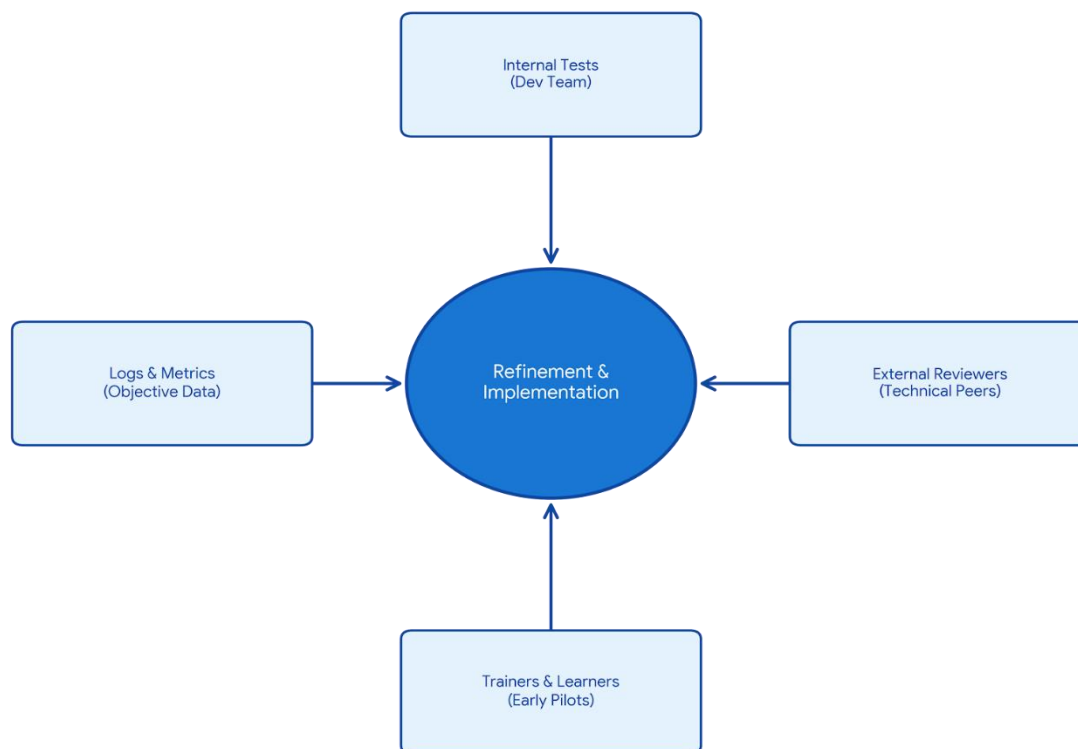 Internal Tests
(Dev Team)
Logs & Metrics
(Objective Data)
Refinement &
Implementation
External Reviewers
(Technical Peers)
Trainers & Learners
(Early Pilots)